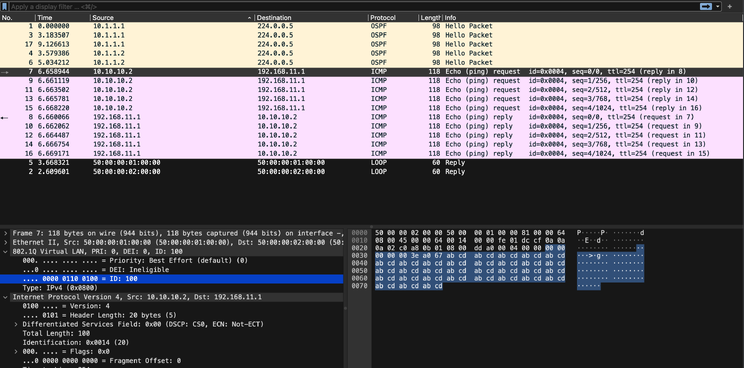 Apply a display filter ... <⌘/>
No. Time Source Destination Protocol Length Info
1 0.000000 10.1.1.1 224.0.0.5 OSPF 98 Hello Packet
3 3.183507 10.1.1.1 224.0.0.5 OSPF 98 Hello Packet
17 9.126613 10.1.1.1 224.0.0.5 OSPF 98 Hello Packet
4 3.579386 10.1.1.2 224.0.0.5 OSPF 98 Hello Packet
6 5.034212 10.1.1.2 224.0.0.5 OSPF 98 Hello Packet
7 6.658944 10.10.10.2 192.168.11.1 ICMP 118 Echo (ping) request id=0x0004, seq=0/0, ttl=254 (reply in 8)
9 6.661119 10.10.10.2 192.168.11.1 ICMP 118 Echo (ping) request id=0x0004, seq=1/256, ttl=254 (reply in 10)
11 6.663502 10.10.10.2 192.168.11.1 ICMP 118 Echo (ping) request id=0x0004, seq=2/512, ttl=254 (reply in 12)
13 6.665781 10.10.10.2 192.168.11.1 ICMP 118 Echo (ping) request id=0x0004, seq=3/768, ttl=254 (reply in 14)
15 6.668220 10.10.10.2 192.168.11.1 ICMP 118 Echo (ping) request id=0x0004, seq=4/1024, ttl=254 (reply in 16)
8 6.660066 192.168.11.1 10.10.10.2 ICMP 118 Echo (ping) reply id=0x0004, seq=0/0, ttl=254 (request in 7)
10 6.662062 192.168.11.1 10.10.10.2 ICMP 118 Echo (ping) reply id=0x0004, seq=1/256, ttl=254 (request in 9)
12 6.664487 192.168.11.1 10.10.10.2 ICMP 118 Echo (ping) reply id=0x0004, seq=2/512, ttl=254 (request in 11)
14 6.666754 192.168.11.1 10.10.10.2 ICMP 118 Echo (ping) reply id=0x0004, seq=3/768, ttl=254 (request in 13)
16 6.669171 192.168.11.1 10.10.10.2 ICMP 118 Echo (ping) reply id=0x0004, seq=4/1024, ttl=254 (request in 15)
5 3.668321 50:00:00:01:00:00 50:00:00:01:00:00 LOOP 60 Reply
2 2.609601 50:00:00:02:00:00 50:00:00:02:00:00 LOOP 60 Reply
Frame 7: 118 bytes on wire (944 bits), 118 bytes captured (944 bits) on interface -,
Ethernet II, Src: 50:00:00:01:00:00 (50:00:00:01:00:00), Dst: 50:00:00:02:00:00 (50:
802.1Q Virtual LAN, PRI: 0, DEI: 0, ID: 100
000. .... .... .... = Priority: Best Effort (default) (0)
...0 .... .... .... = DEI: Ineligible
.... 0000 0110 0100 = ID: 100
Type: IPv4 (0x0800)
Internet Protocol Version 4, Src: 10.10.10.2, Dst: 192.168.11.1
0100 .... = Version: 4
.... 0101 = Header Length: 20 bytes (5)
Differentiated Services Field: 0x00 (DSCP: CS0, ECN: Not-ECT)
Total Length: 100
Identification: 0x0014 (20)
000. .... = Flags: 0x0
...0 0000 0000 0000 = Fragment Offset: 0
0000 50 00 00 02 00 00 50 00 00 01 00 00 81 00 00 64 P·····P· ·······d
0010 08 00 45 00 00 64 00 14 00 00 fe 01 dc cf 0a 0a ··E··d·· ········
0020 0a 02 c0 a8 0b 01 08 00 dd a0 00 04 00 00 00 00
0030 00 00 00 3e a0 67 ab cd ab cd ab cd ab cd ab cd ···>·g·· ········
0040 ab cd ab cd ab cd ab cd ab cd ab cd ab cd ab cd
0050 ab cd ab cd ab cd ab cd ab cd ab cd ab cd ab cd
0060 ab cd ab cd ab cd ab cd ab cd ab cd ab cd ab cd
0070 ab cd ab cd ab cd